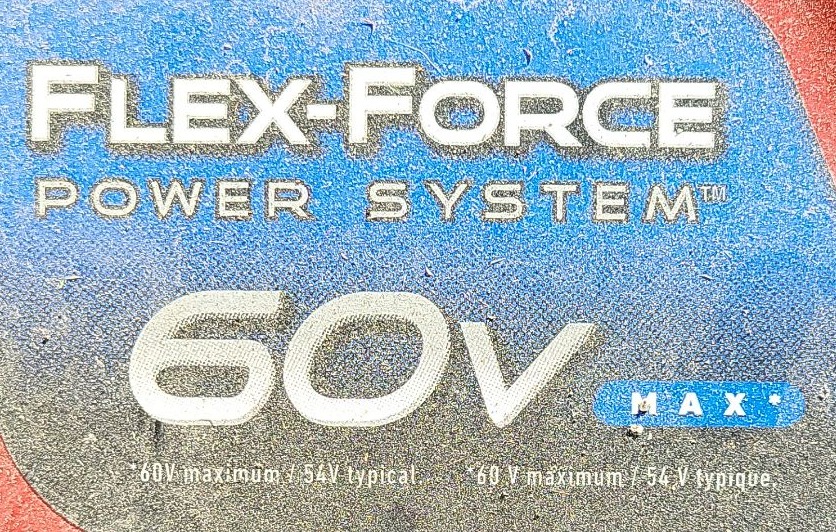 FLEX-FORCE
POWER SYSTEM™
60V
MAX*
*60V maximum / 54V typical. *60 V maximum / 54 V typique.